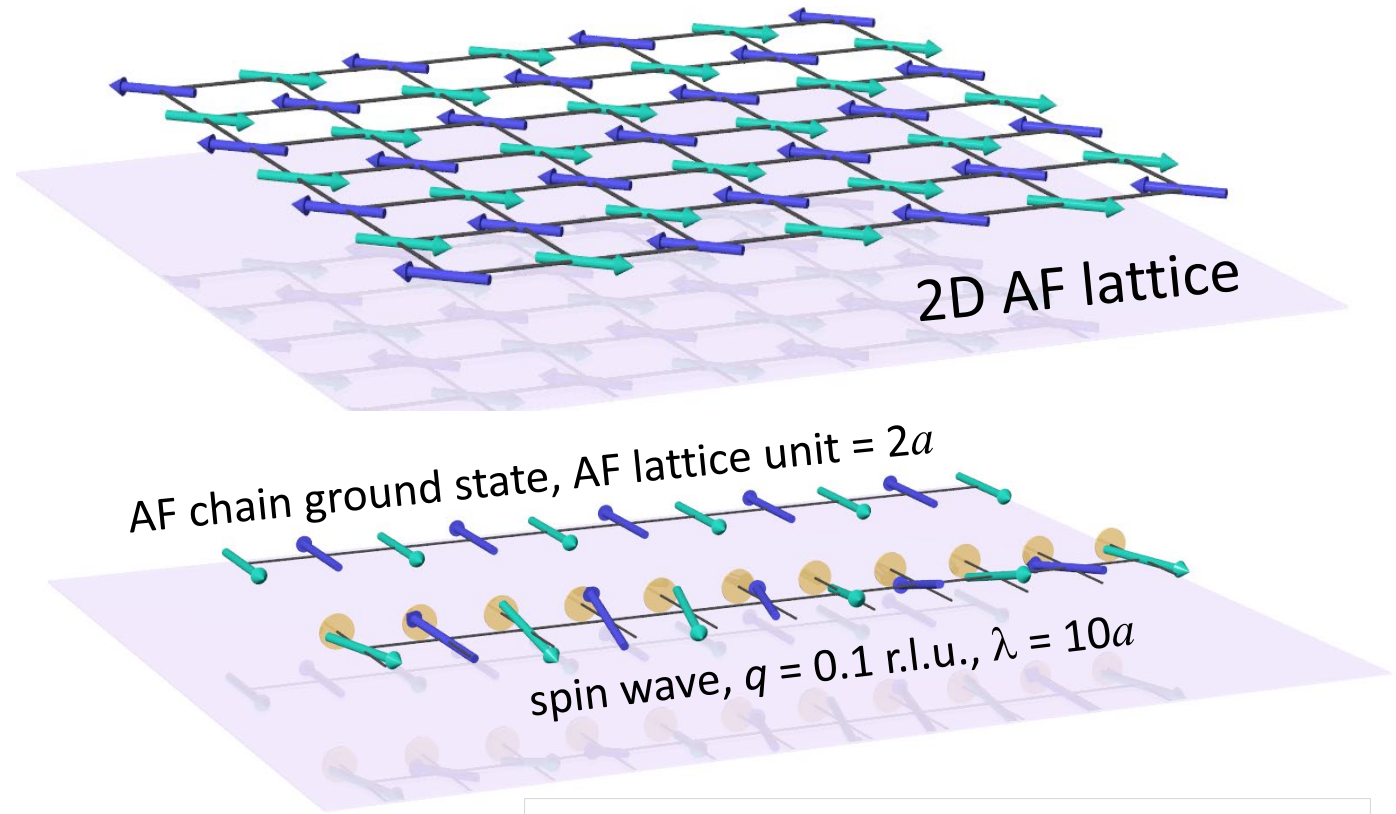 2D AF lattice
AF chain ground state, AF lattice unit = 2a
spin wave, q = 0.1 r.l.u., λ = 10a